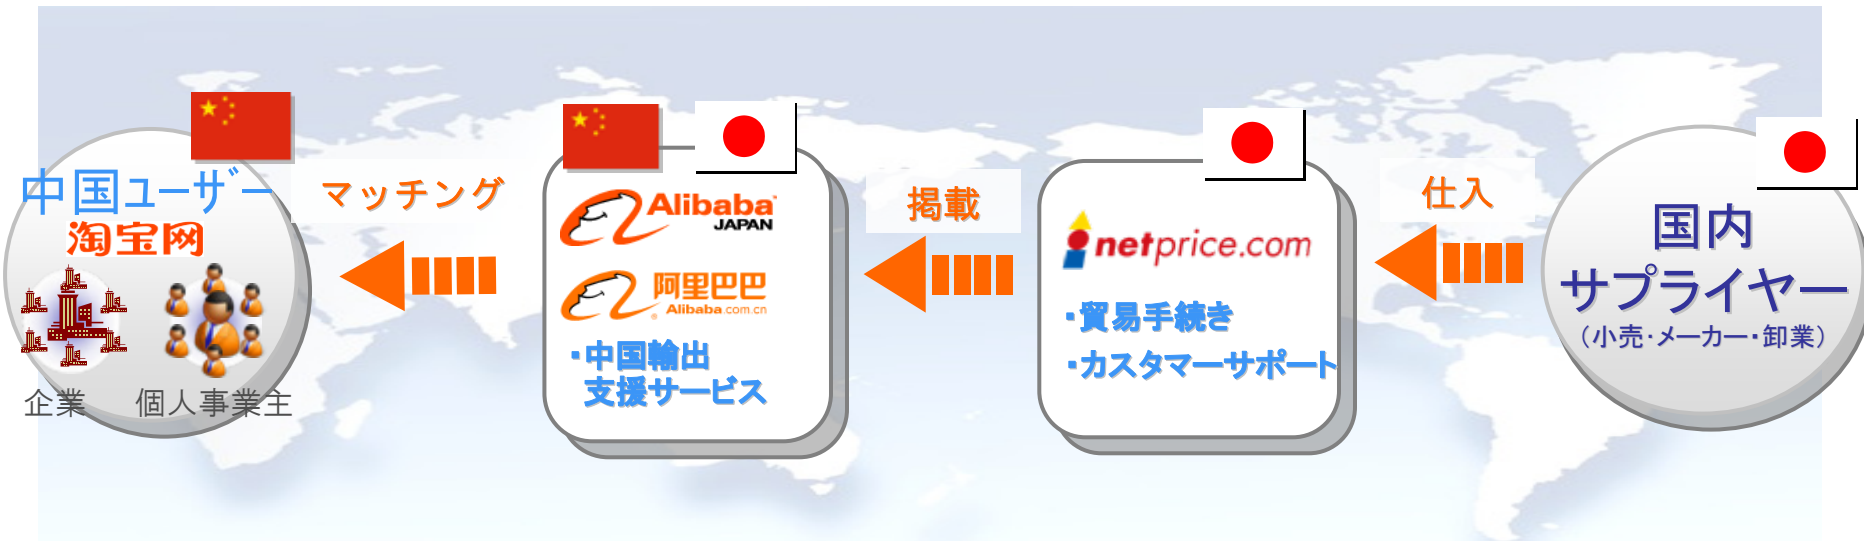 中国ユーザー
淘宝网
企業
個人事業主
マッチング
Alibaba
JAPAN
阿里巴巴
Alibaba.com.cn
・中国輸出
支援サービス
掲載
netprice.com
・貿易手続き
・カスタマーサポート
仕入
国内
サプライヤー
（小売・メーカー・卸業）